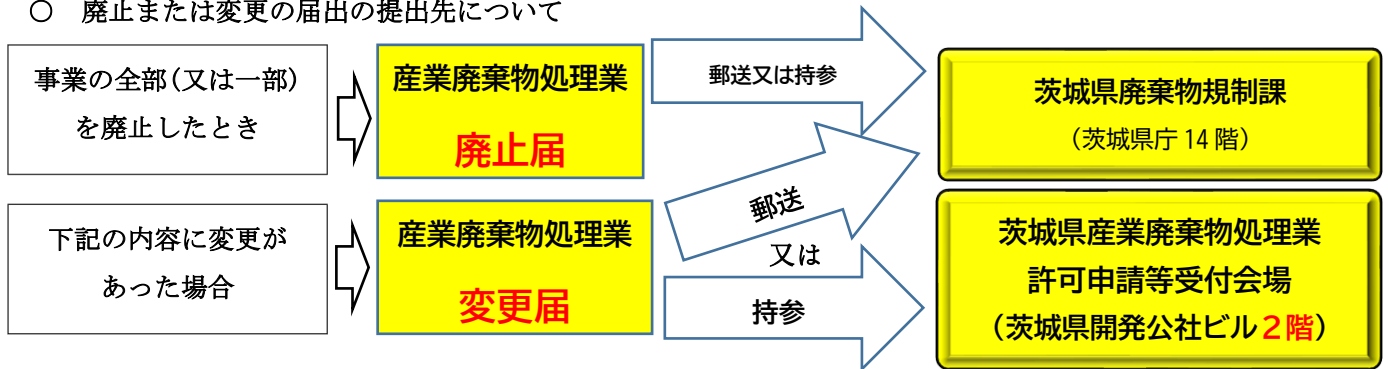 ○　廃止または変更の届出の提出先について
事業の全部(又は一部)
を廃止したとき
産業廃棄物処理業
廃止届
郵送又は持参
茨城県廃棄物規制課
（茨城県庁 14 階）
下記の内容に変更が
あった場合
産業廃棄物処理業
変更届
郵送
又は
持参
茨城県産業廃棄物処理業
許可申請等受付会場
（茨城県開発公社ビル２階）